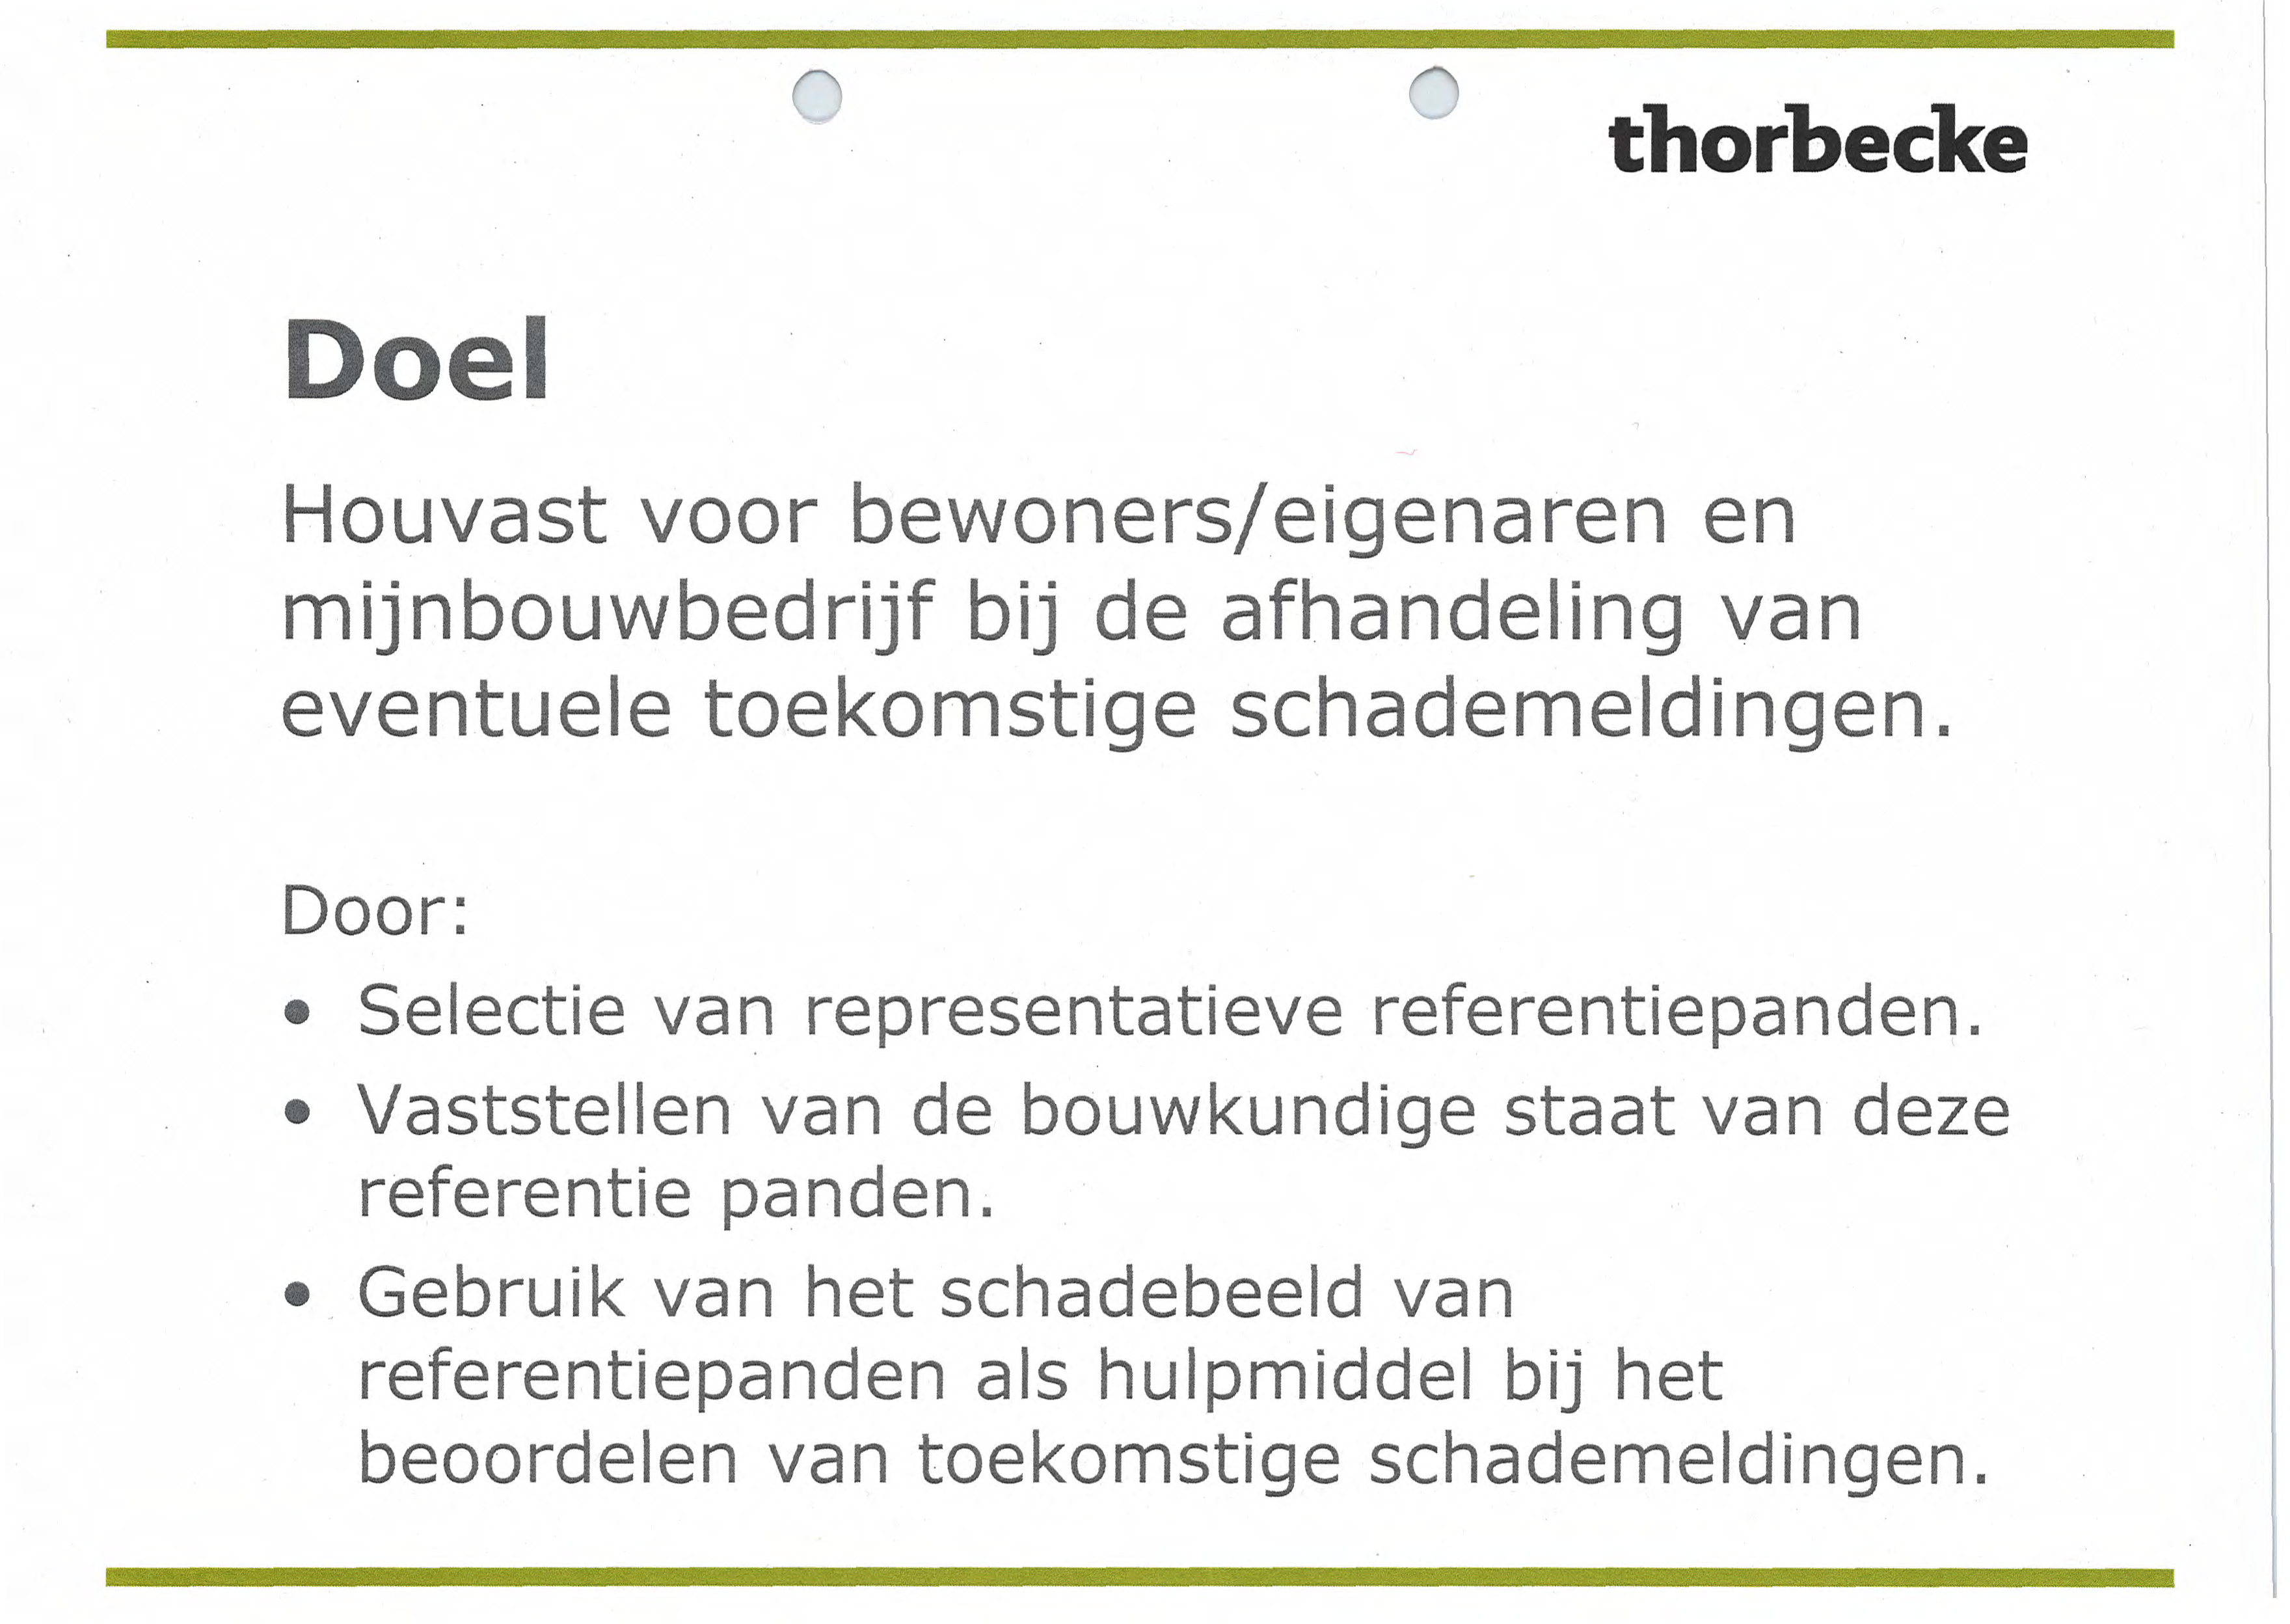 thorbecke
Doel
Houvast voor bewoners/eigenaren en
mijnbouwbedrijf bij de afhandeling van
eventuele toekomstige schademeldingen.
Door:
• Selectie van representatieve referentiepanden.
• Vaststellen van de bouwkundige staat van deze
referentie panden.
• Gebruik van het schadebeeld van
referentiepanden als hulpmiddel bij het
beoordelen van toekomstige schademeldingen.